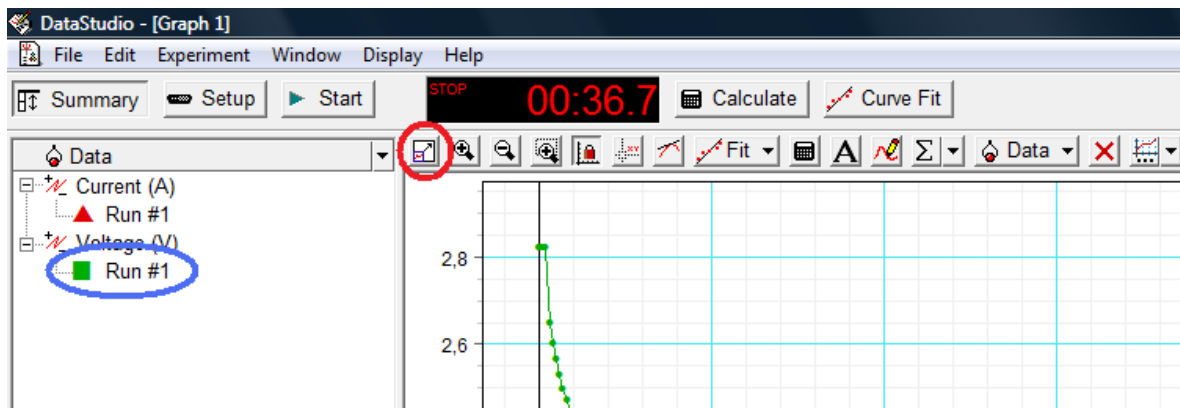 DataStudio - [Graph 1]
File Edit Experiment Window Display Help
Summary Setup Start STOP 00:36.7 Calculate Curve Fit
Data Fit A Σ Data
Current (A)
Run #1
Voltage (V)
Run #1
2,8
2,6